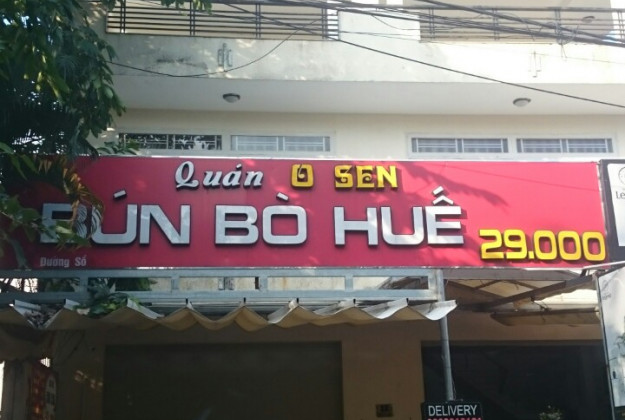 Quán O SEN
BÚN BÒ HUẾ 29.000
Đường Số
DELIVERY